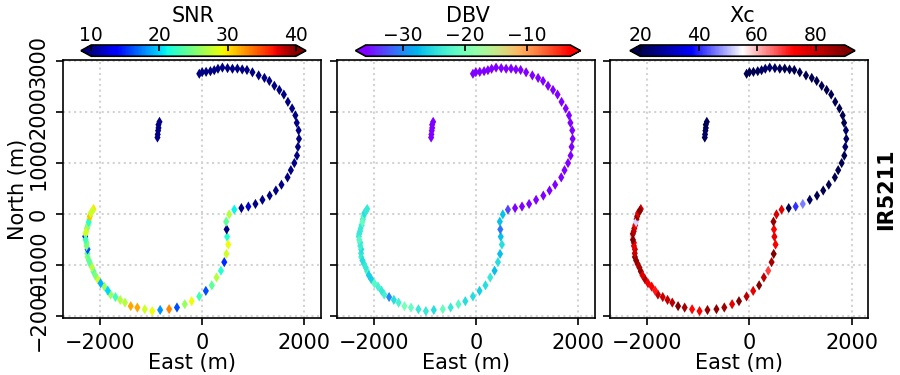 SNR DBV Xc
10 20 30 40 −30 −20 −10 20 40 60 80
North (m)
3000
2000
1000
0
−1000
−2000
−2000 0 2000 −2000 0 2000 −2000 0 2000
East (m) East (m) East (m)
IR5211